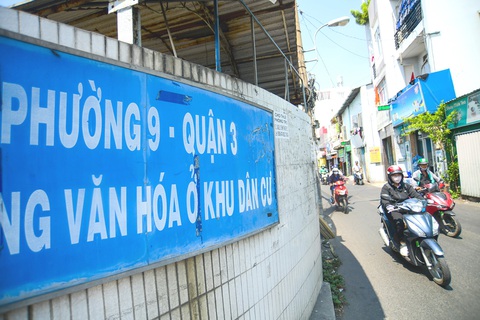 PHƯỜNG 9 - QUẬN 3
NG VĂN HÓA Ở KHU DÂN CƯ